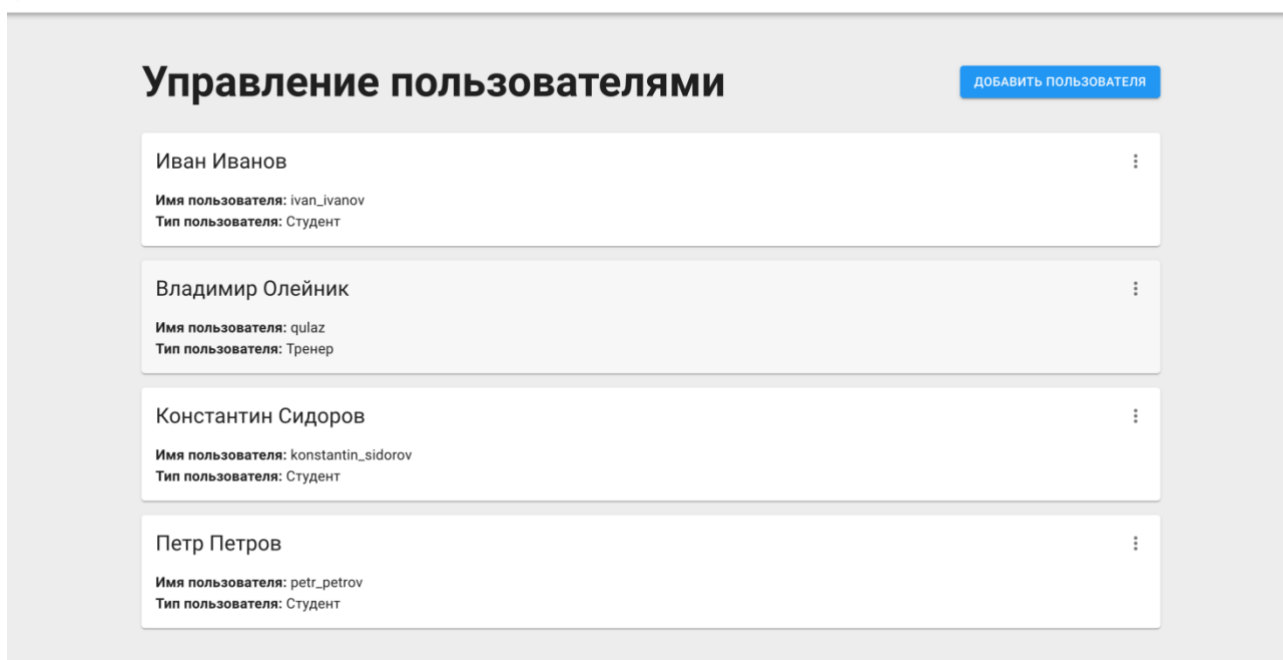 Управление пользователями
ДОБАВИТЬ ПОЛЬЗОВАТЕЛЯ
Иван Иванов
Имя пользователя: ivan_ivanov
Тип пользователя: Студент
Владимир Олейник
Имя пользователя: qulaz
Тип пользователя: Тренер
Константин Сидоров
Имя пользователя: konstantin_sidorov
Тип пользователя: Студент
Петр Петров
Имя пользователя: petr_petrov
Тип пользователя: Студент